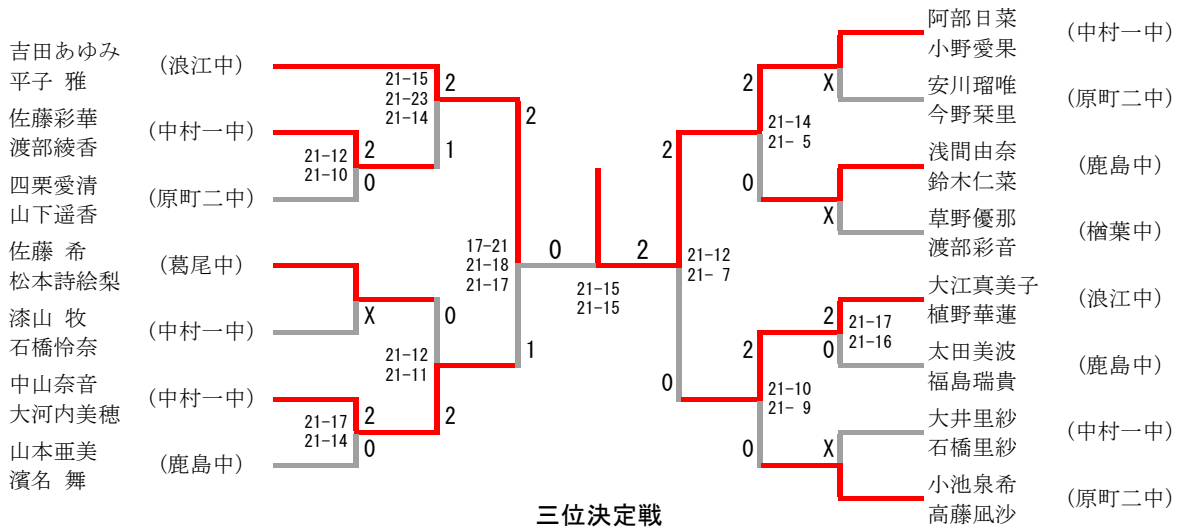 吉田あゆみ
平子 雅
(浪江中)
佐藤彩華
渡部綾香
(中村一中)
四栗愛清
山下遥香
(原町二中)
佐藤 希
松本詩絵梨
(葛尾中)
漆山 牧
石橋怜奈
(中村一中)
中山奈音
大河内美穂
(中村一中)
山本亜美
濱名 舞
(鹿島中)
21-15
21-23
21-14
2
1
21-12
21-10
2
0
X
0
21-12
21-11
2
21-17
21-14
2
0
2
17-21
21-18
21-17
1
0
2
21-15
21-15
2
21-12
21- 7
0
2
21-14
21- 5
0
X
X
2
21-10
21- 9
0
2
21-17
21-16
0
X
阿部日菜
小野愛果
(中村一中)
安川瑠唯
今野栞里
(原町二中)
浅間由奈
鈴木仁菜
(鹿島中)
草野優那
渡部彩音
(楢葉中)
大江真美子
植野華蓮
(浪江中)
太田美波
福島瑞貴
(鹿島中)
大井里紗
石橋里紗
(中村一中)
小池泉希
高藤凪沙
(原町二中)
三位決定戦